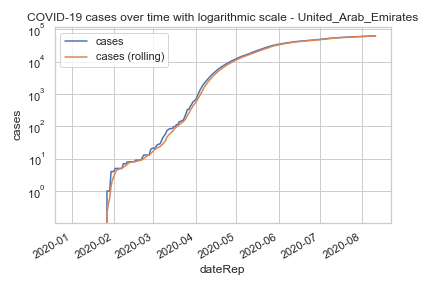 COVID-19 cases over time with logarithmic scale - United_Arab_Emirates
cases
cases (rolling)
10^5
10^4
10^3
10^2
10^1
10^0
cases
2020-01
2020-02
2020-03
2020-04
2020-05
2020-06
2020-07
2020-08
dateRep